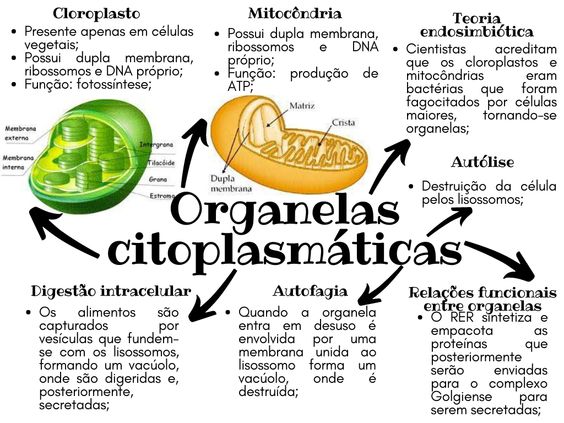 Cloroplasto
• Presente apenas em células
vegetais;
• Possui dupla membrana,
ribossomos e DNA próprio;
• Função: fotossíntese;
Membrana
externa
Membrana
interna
Intergrana
Tilacóide
Grana
Estroma
Mitocôndria
• Possui dupla membrana,
ribossomos e DNA
próprio;
• Função: produção de
ATP;
Matriz
Crista
Dupla
membrana
Teoria
endosimbiótica
• Cientistas acreditam
que os cloroplastos e
mitocôndrias eram
bactérias que foram
fagocitados por células
maiores, tornando-se
organelas;
Autólise
• Destruição da célula
pelos lisossomos;
Organelas
citoplasmáticas
Digestão intracelular
• Os alimentos são
capturados por
vesículas que fundem-
se com os lisossomos,
formando um vacúolo,
onde são digeridas e,
posteriormente,
secretadas;
Autofagia
• Quando a organela
entra em desuso é
envolvida por uma
membrana unida ao
lisossomo forma um
vacúolo, onde é
destruída;
Relações funcionais
entre organelas
• O RER sintetiza e
empacota as
proteínas que
posteriormente
serão enviadas
para o complexo
Golgiense para
serem secretadas;